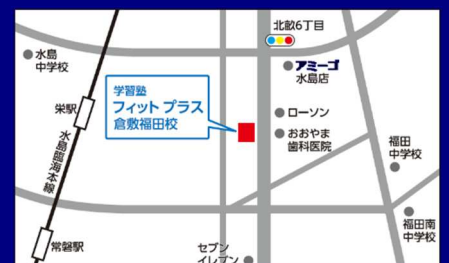 北畝6丁目
水島
中学校
アミーゴ
水島店
学習塾
フィット プラス
倉敷福田校
栄駅
ローソン
おおやま
歯科医院
水島臨海本線
福田
中学校
福田南
中学校
常磐駅
セブン
イレブン